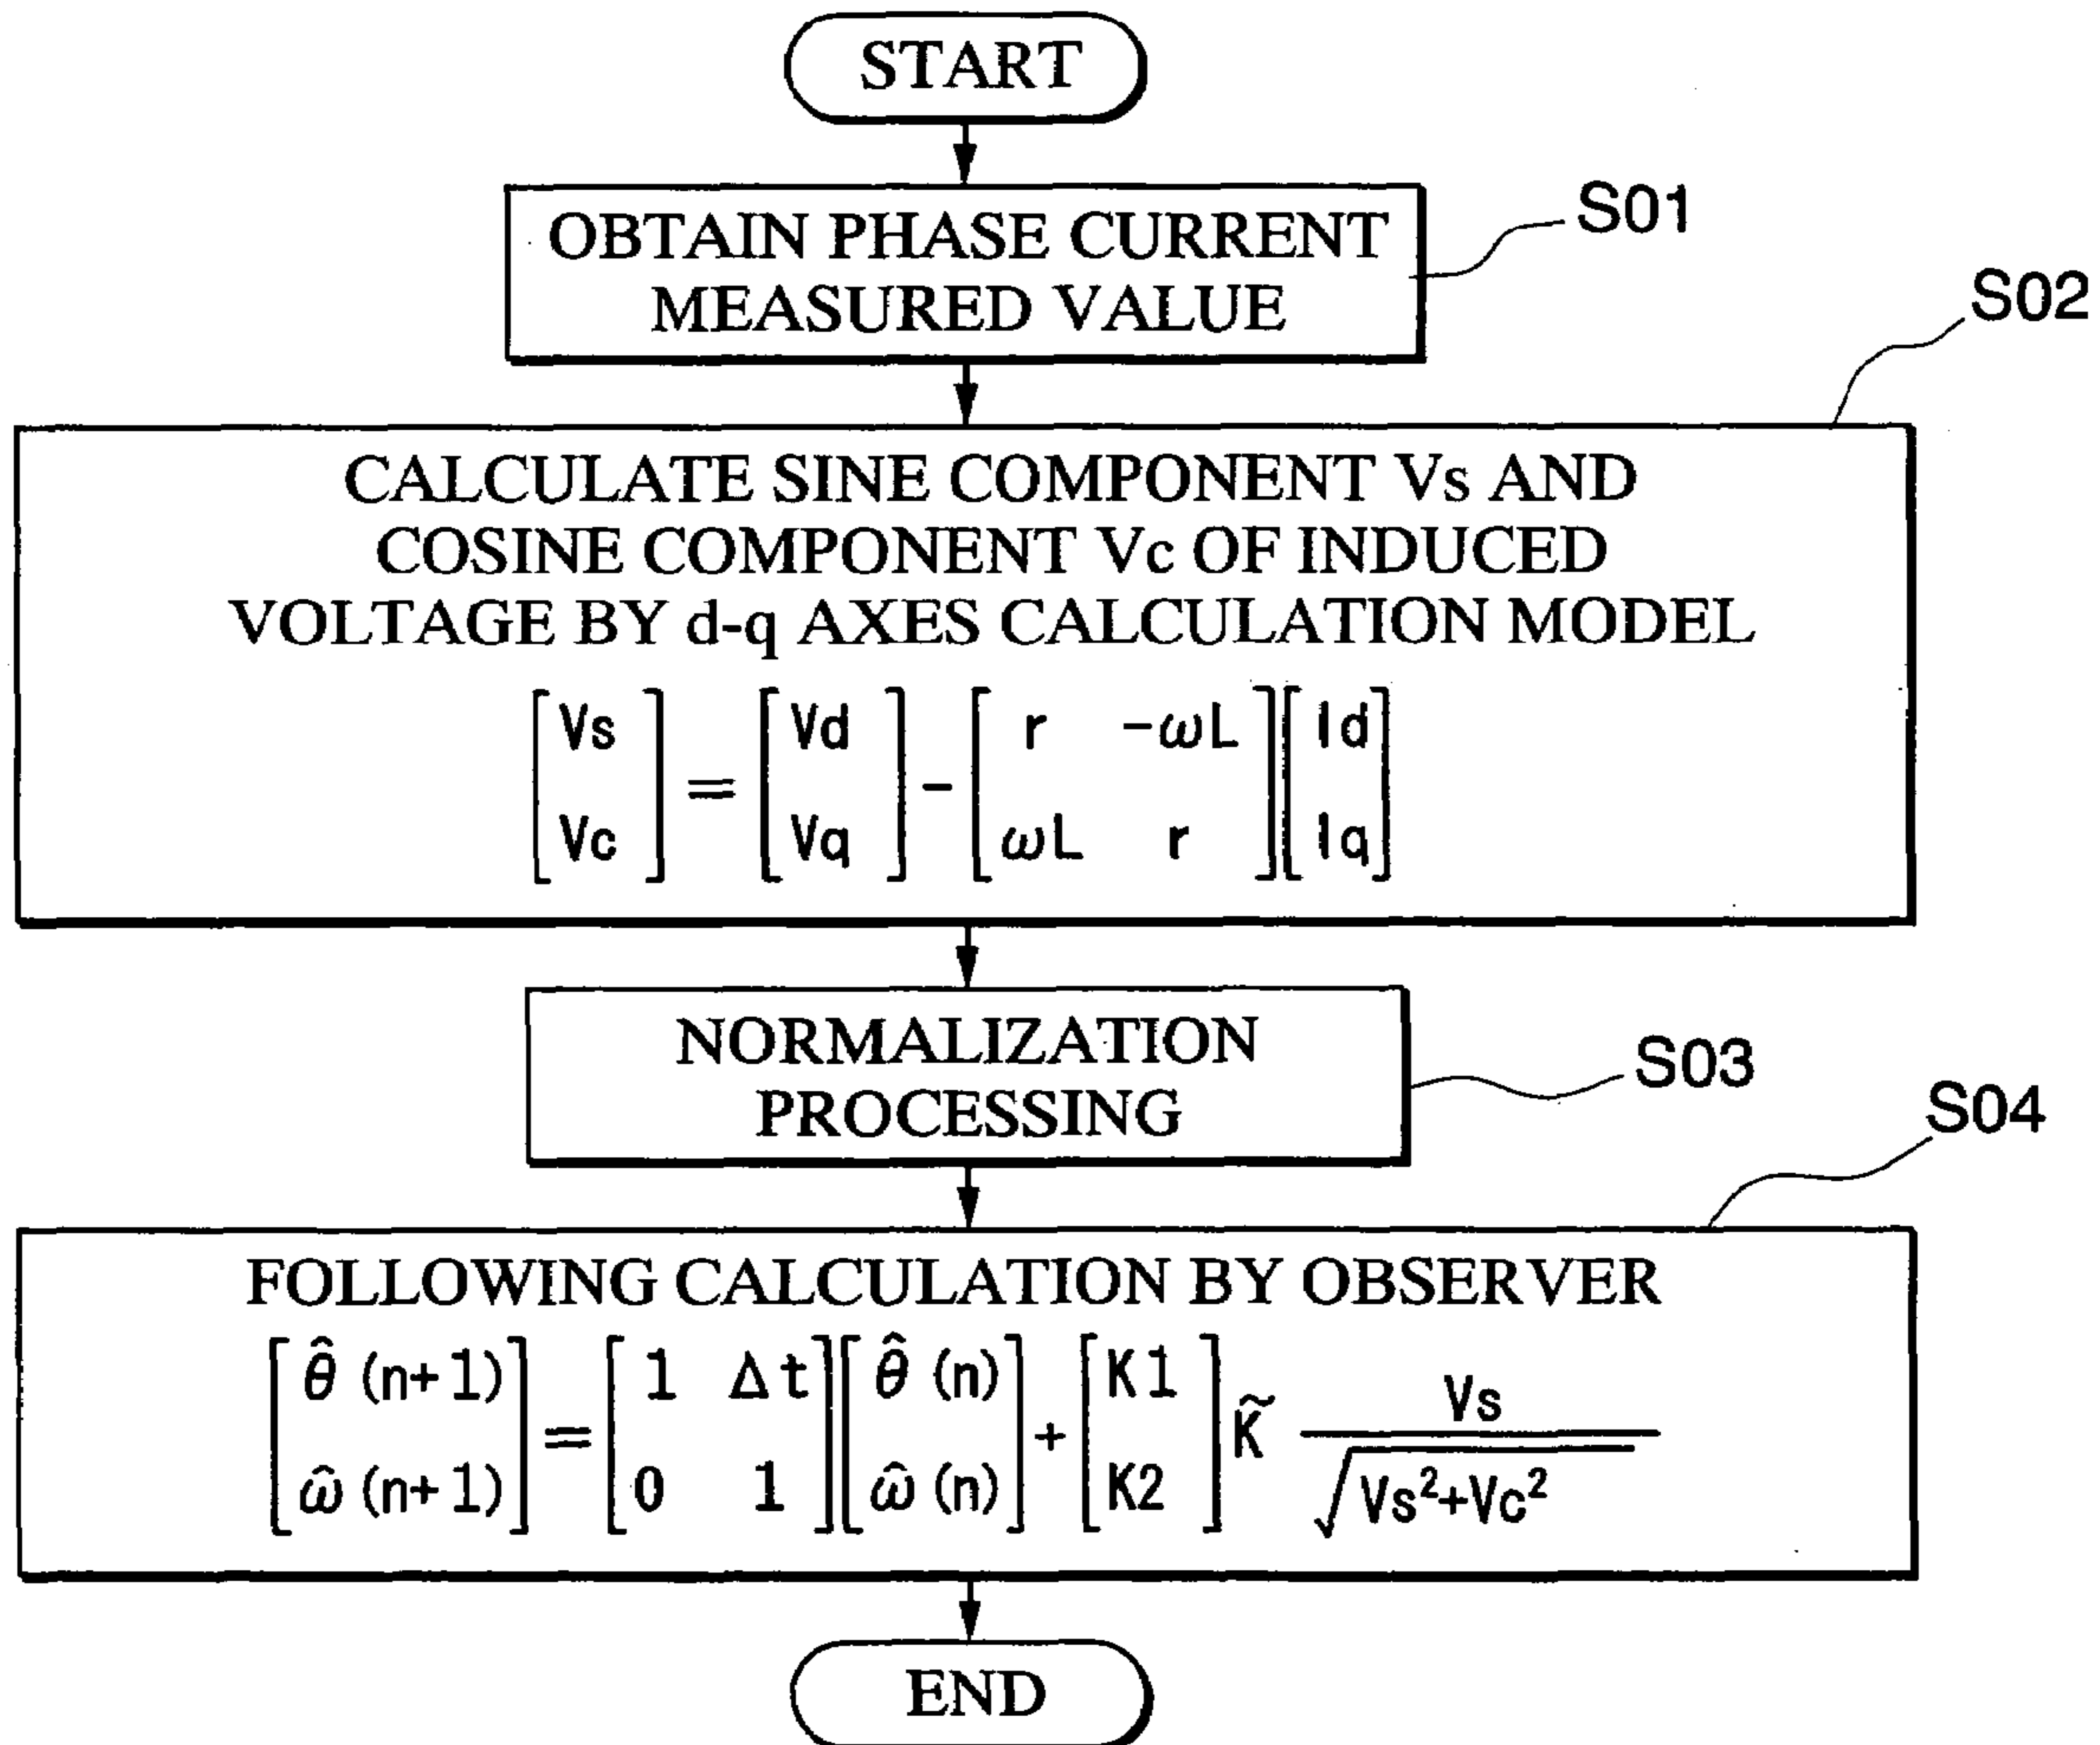 START
OBTAIN PHASE CURRENT
MEASURED VALUE
S01
S02
CALCULATE SINE COMPONENT Vs AND
COSINE COMPONENT Vc OF INDUCED
VOLTAGE BY d-q AXES CALCULATION MODEL
[Vs] = [Vd] - [r -ωL] [Id]
[Vc] [Vq] [ωL r] [Iq]
NORMALIZATION
PROCESSING
S03
S04
FOLLOWING CALCULATION BY OBSERVER
[θ̂ (n+1)] = [1 Δt] [θ̂ (n)] + [K1] K̃ Vs
[ω̂ (n+1)] [0 1] [ω̂ (n)] [K2] √Vs²+Vc²
END